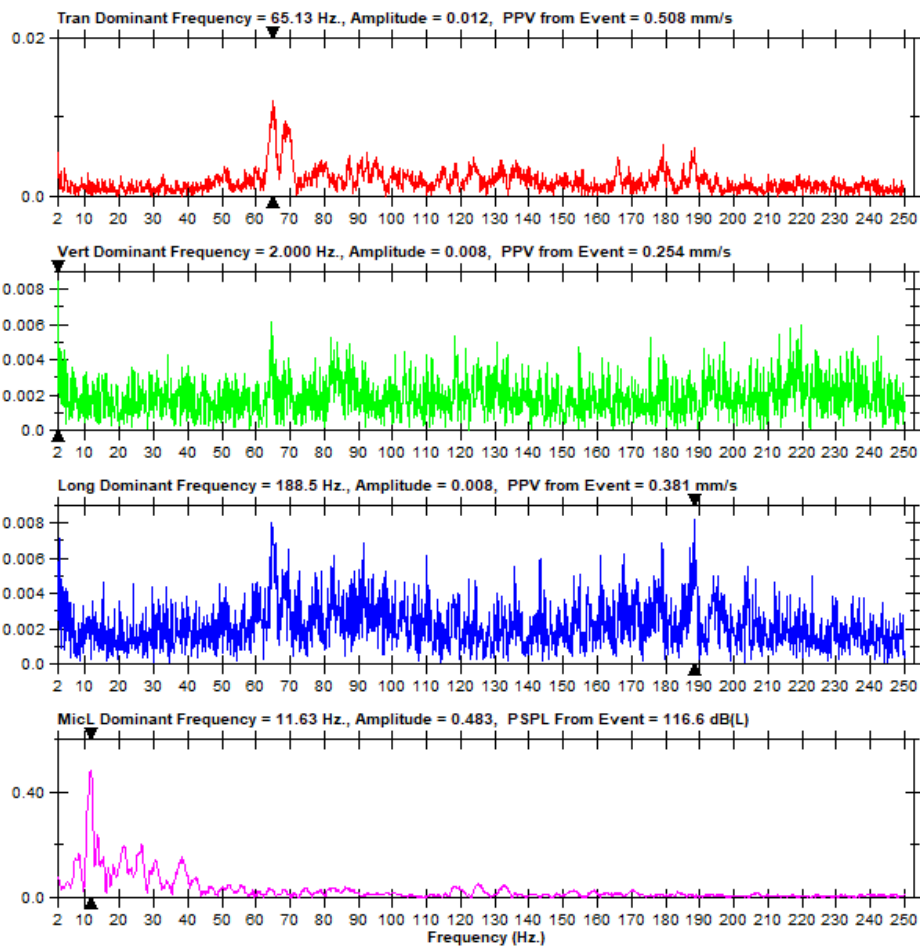 Tran Dominant Frequency = 65.13 Hz., Amplitude = 0.012, PPV from Event = 0.508 mm/s
0.02
0.0
2 10 20 30 40 50 60 70 80 90 100 110 120 130 140 150 160 170 180 190 200 210 220 230 240 250
Vert Dominant Frequency = 2.000 Hz., Amplitude = 0.008, PPV from Event = 0.254 mm/s
0.008
0.006
0.004
0.002
0.0
2 10 20 30 40 50 60 70 80 90 100 110 120 130 140 150 160 170 180 190 200 210 220 230 240 250
Long Dominant Frequency = 188.5 Hz., Amplitude = 0.008, PPV from Event = 0.381 mm/s
0.008
0.006
0.004
0.002
0.0
2 10 20 30 40 50 60 70 80 90 100 110 120 130 140 150 160 170 180 190 200 210 220 230 240 250
MicL Dominant Frequency = 11.63 Hz., Amplitude = 0.483, PSPL From Event = 116.6 dB(L)
0.40
0.0
2 10 20 30 40 50 60 70 80 90 100 110 120 130 140 150 160 170 180 190 200 210 220 230 240 250
Frequency (Hz.)